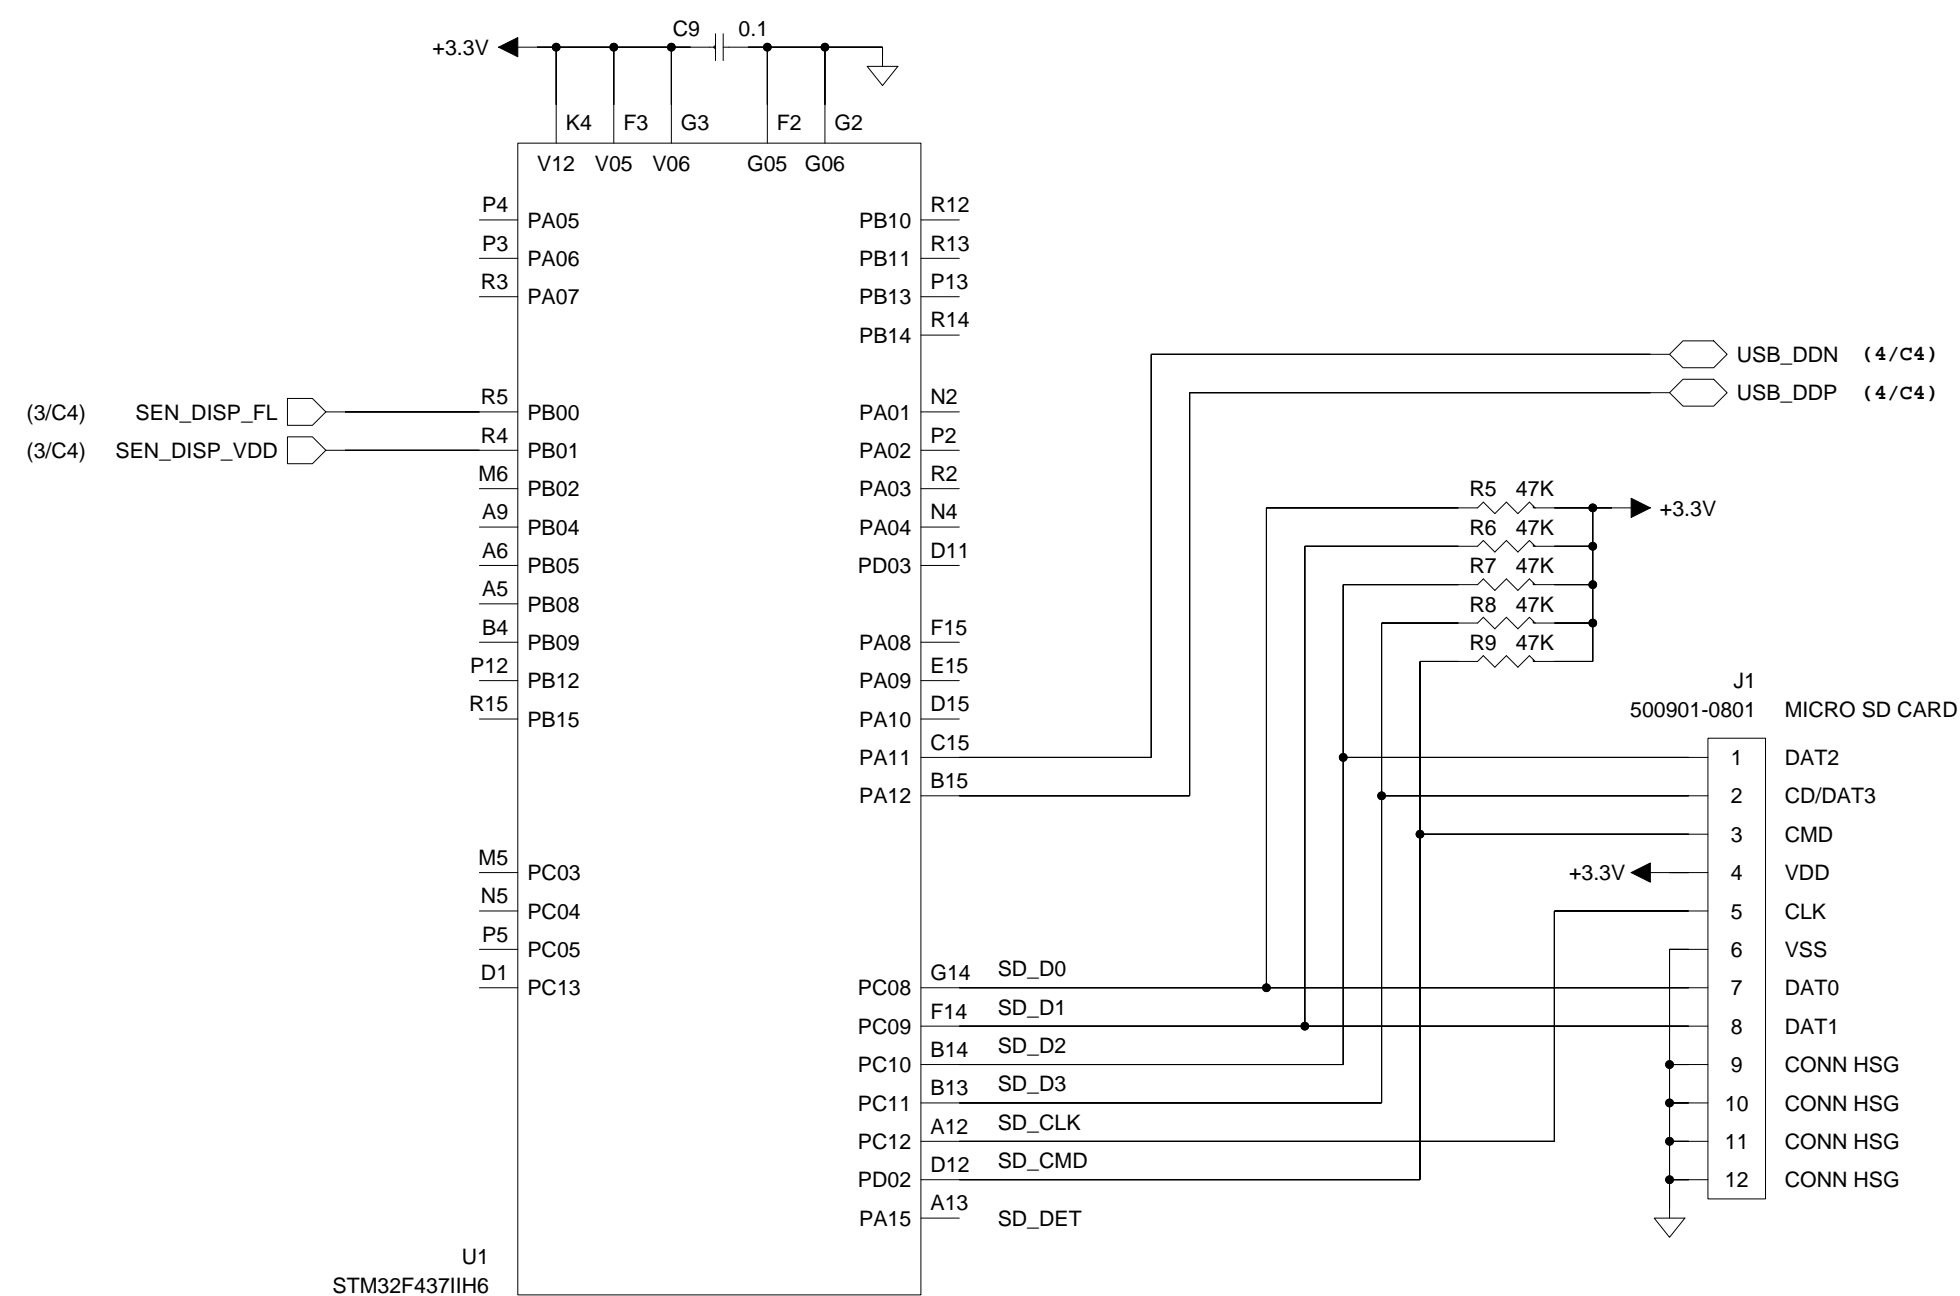 C9 0.1
+3.3V
K4 F3 G3 F2 G2
V12 V05 V06 G05 G06
P4 PA05
P3 PA06
R3 PA07
(3/C4) SEN_DISP_FL R5 PB00
(3/C4) SEN_DISP_VDD R4 PB01
M6 PB02
A9 PB04
A6 PB05
A5 PB08
B4 PB09
P12 PB12
R15 PB15
M5 PC03
N5 PC04
P5 PC05
D1 PC13
PB10 R12
PB11 R13
PB13 P13
PB14 R14
PA01 N2
PA02 P2
PA03 R2
PA04 N4
PD03 D11
PA08 F15
PA09 E15
PA10 D15
PA11 C15
PA12 B15
PC08 G14 SD_D0
PC09 F14 SD_D1
PC10 B14 SD_D2
PC11 B13 SD_D3
PC12 A12 SD_CLK
PD02 D12 SD_CMD
PA15 A13 SD_DET
U1
STM32F437IIH6
USB_DDN (4/C4)
USB_DDP (4/C4)
R5 47K
+3.3V
R6 47K
R7 47K
R8 47K
R9 47K
J1
500901-0801 MICRO SD CARD
1 DAT2
2 CD/DAT3
3 CMD
+3.3V 4 VDD
5 CLK
6 VSS
7 DAT0
8 DAT1
9 CONN HSG
10 CONN HSG
11 CONN HSG
12 CONN HSG